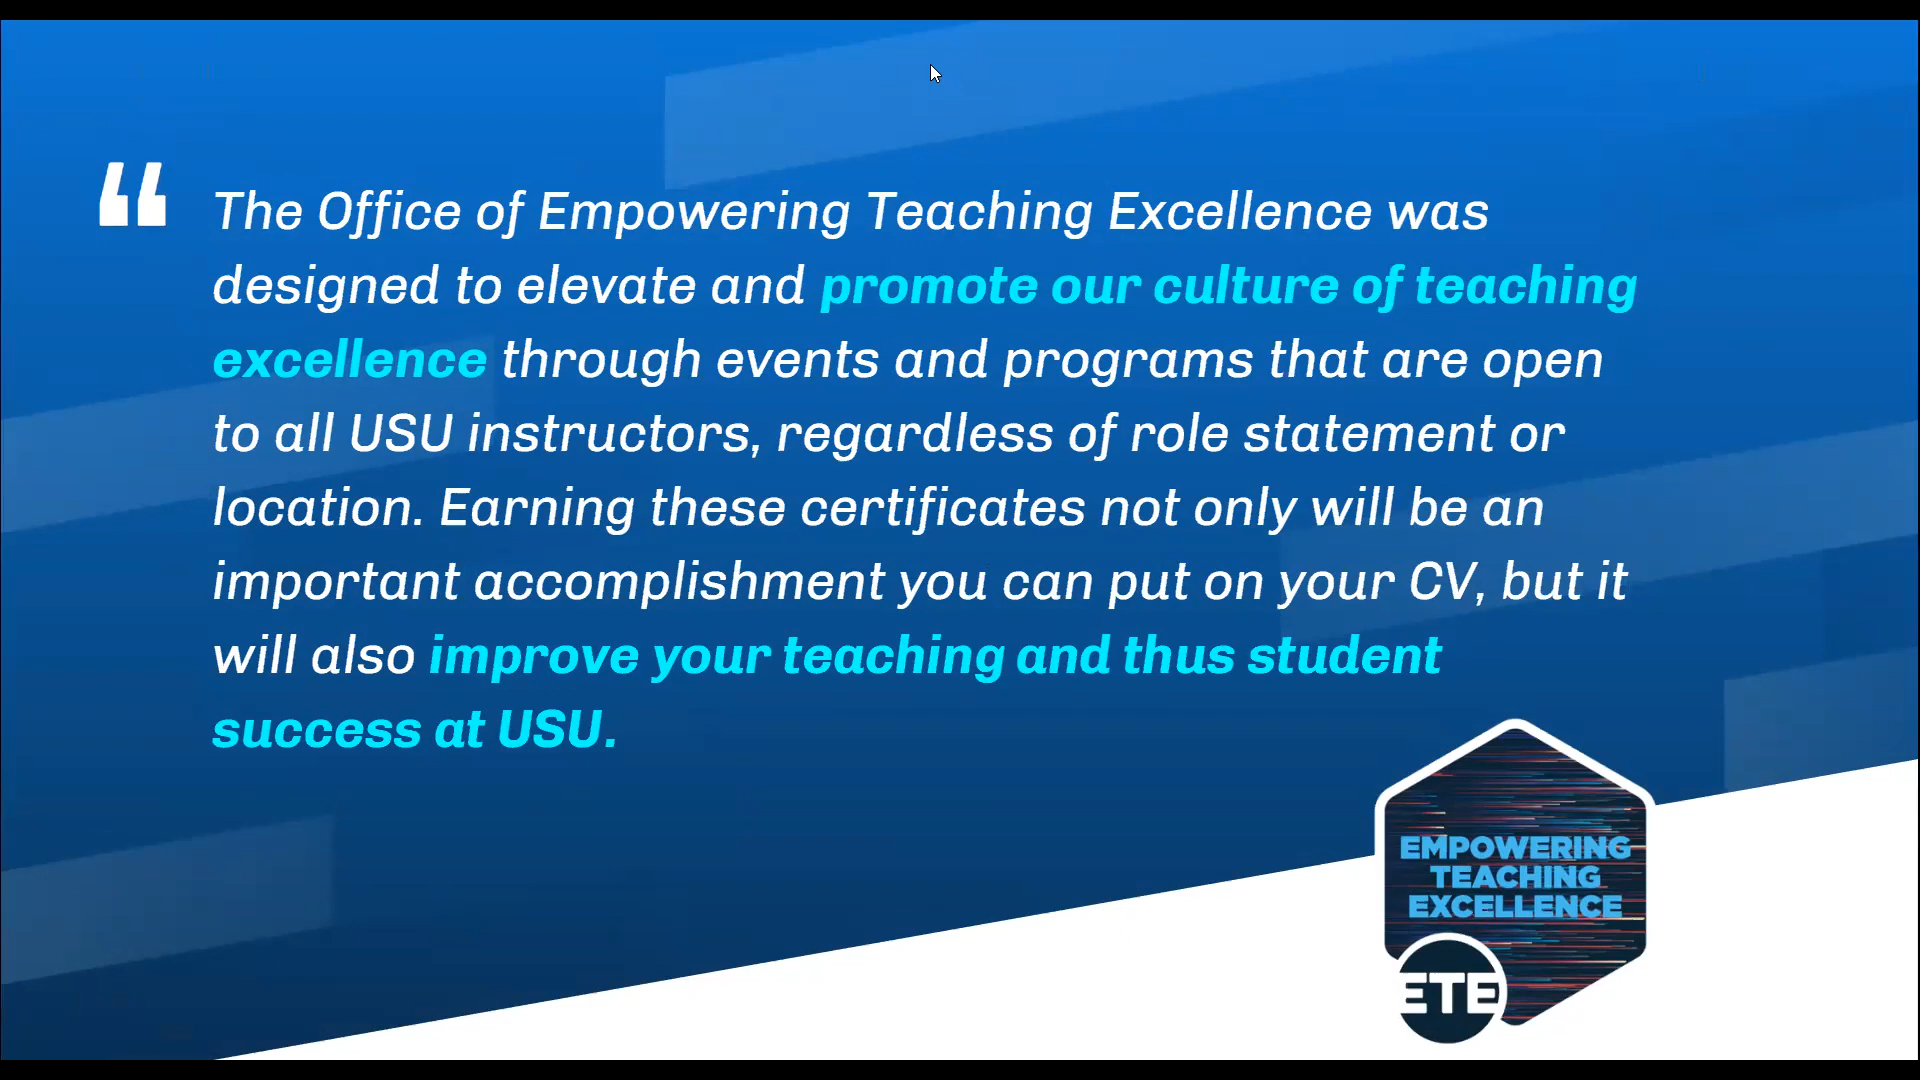 “
The Office of Empowering Teaching Excellence was
designed to elevate and promote our culture of teaching
excellence through events and programs that are open
to all USU instructors, regardless of role statement or
location. Earning these certificates not only will be an
important accomplishment you can put on your CV, but it
will also improve your teaching and thus student
success at USU.
EMPOWERING
TEACHING
EXCELLENCE
ETE